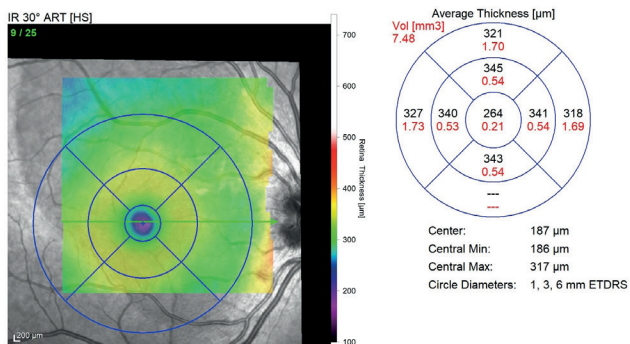 IR 30° ART [HS]
9 / 25
200 µm
700
600
500
400
300
200
100
Retina Thickness [µm]
Average Thickness [µm]
Vol [mm3]
7.48
321
1.70
345
0.54
327
1.73
340
0.53
264
0.21
341
0.54
318
1.69
343
0.54
---
---
Center: 187 µm
Central Min: 186 µm
Central Max: 317 µm
Circle Diameters: 1, 3, 6 mm ETDRS